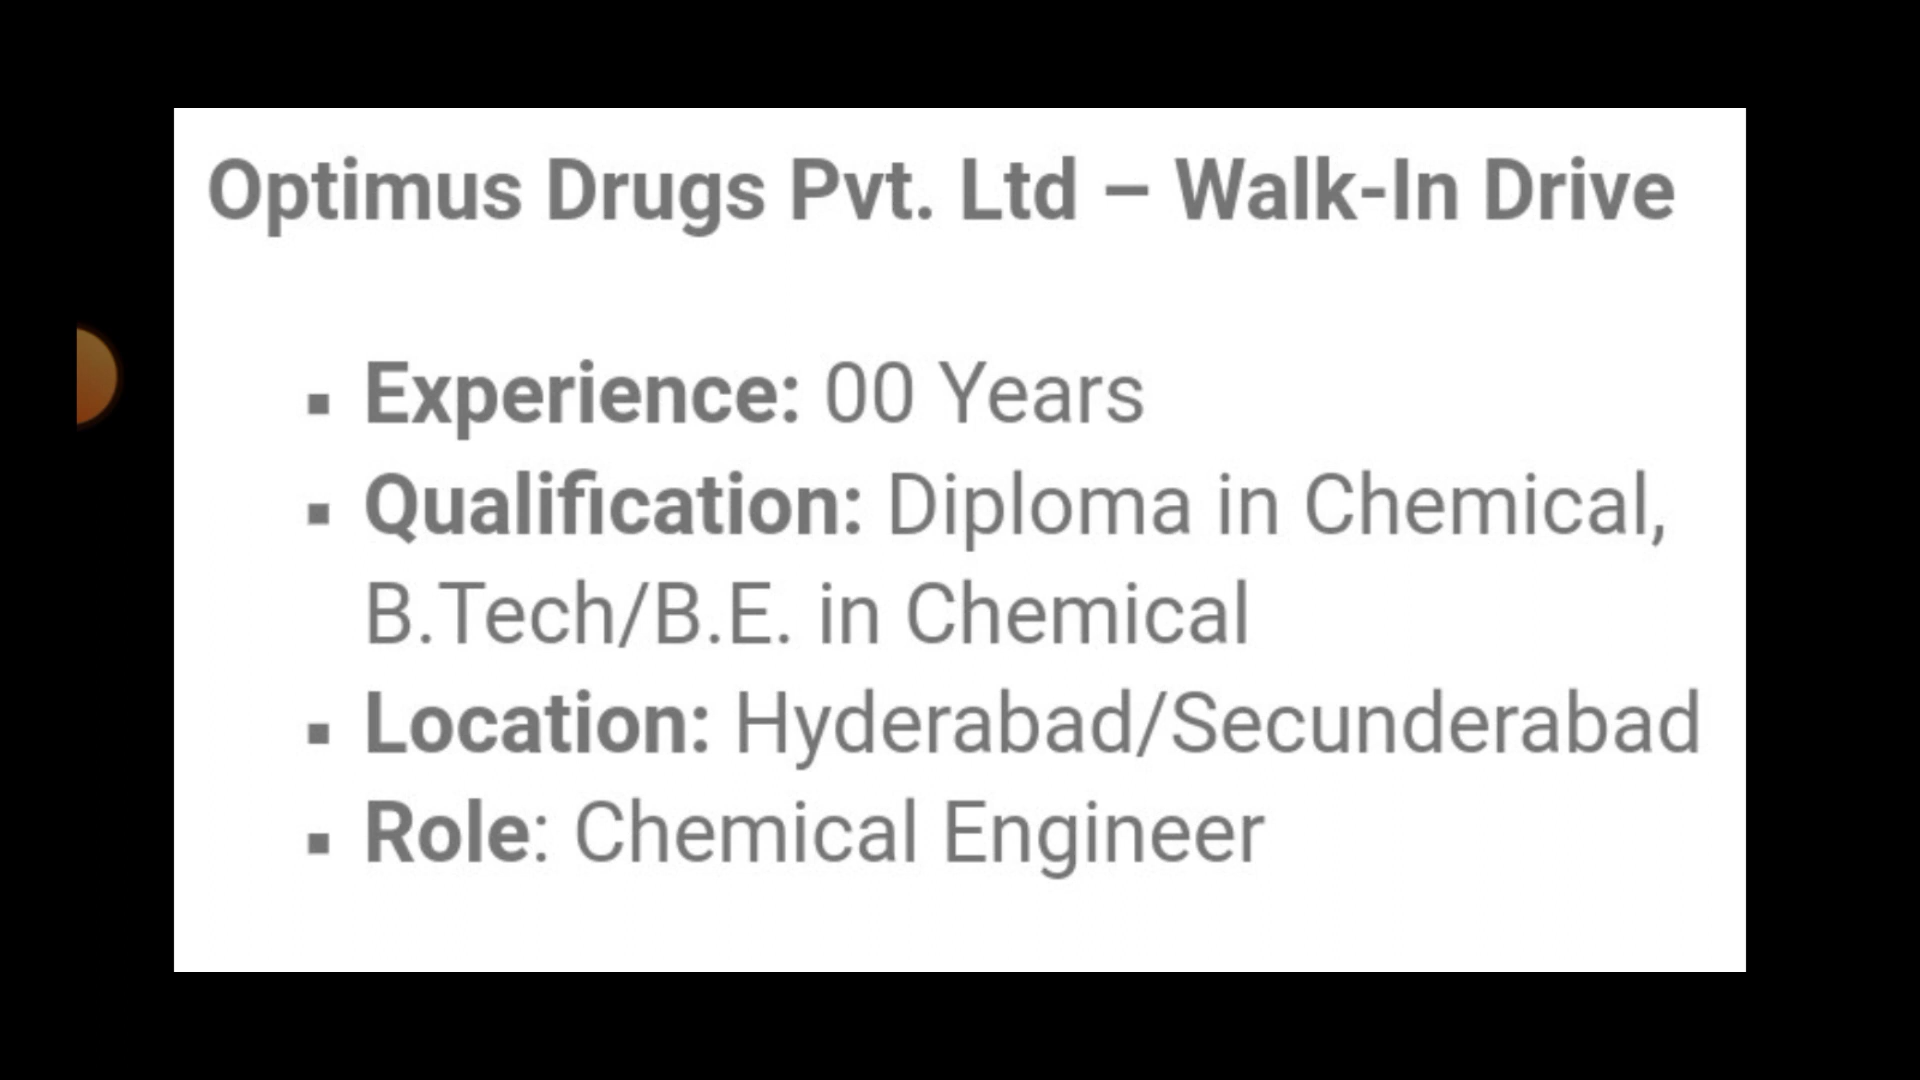 Optimus Drugs Pvt. Ltd – Walk-In Drive
▪ Experience: 00 Years
▪ Qualification: Diploma in Chemical,
B.Tech/B.E. in Chemical
▪ Location: Hyderabad/Secunderabad
▪ Role: Chemical Engineer